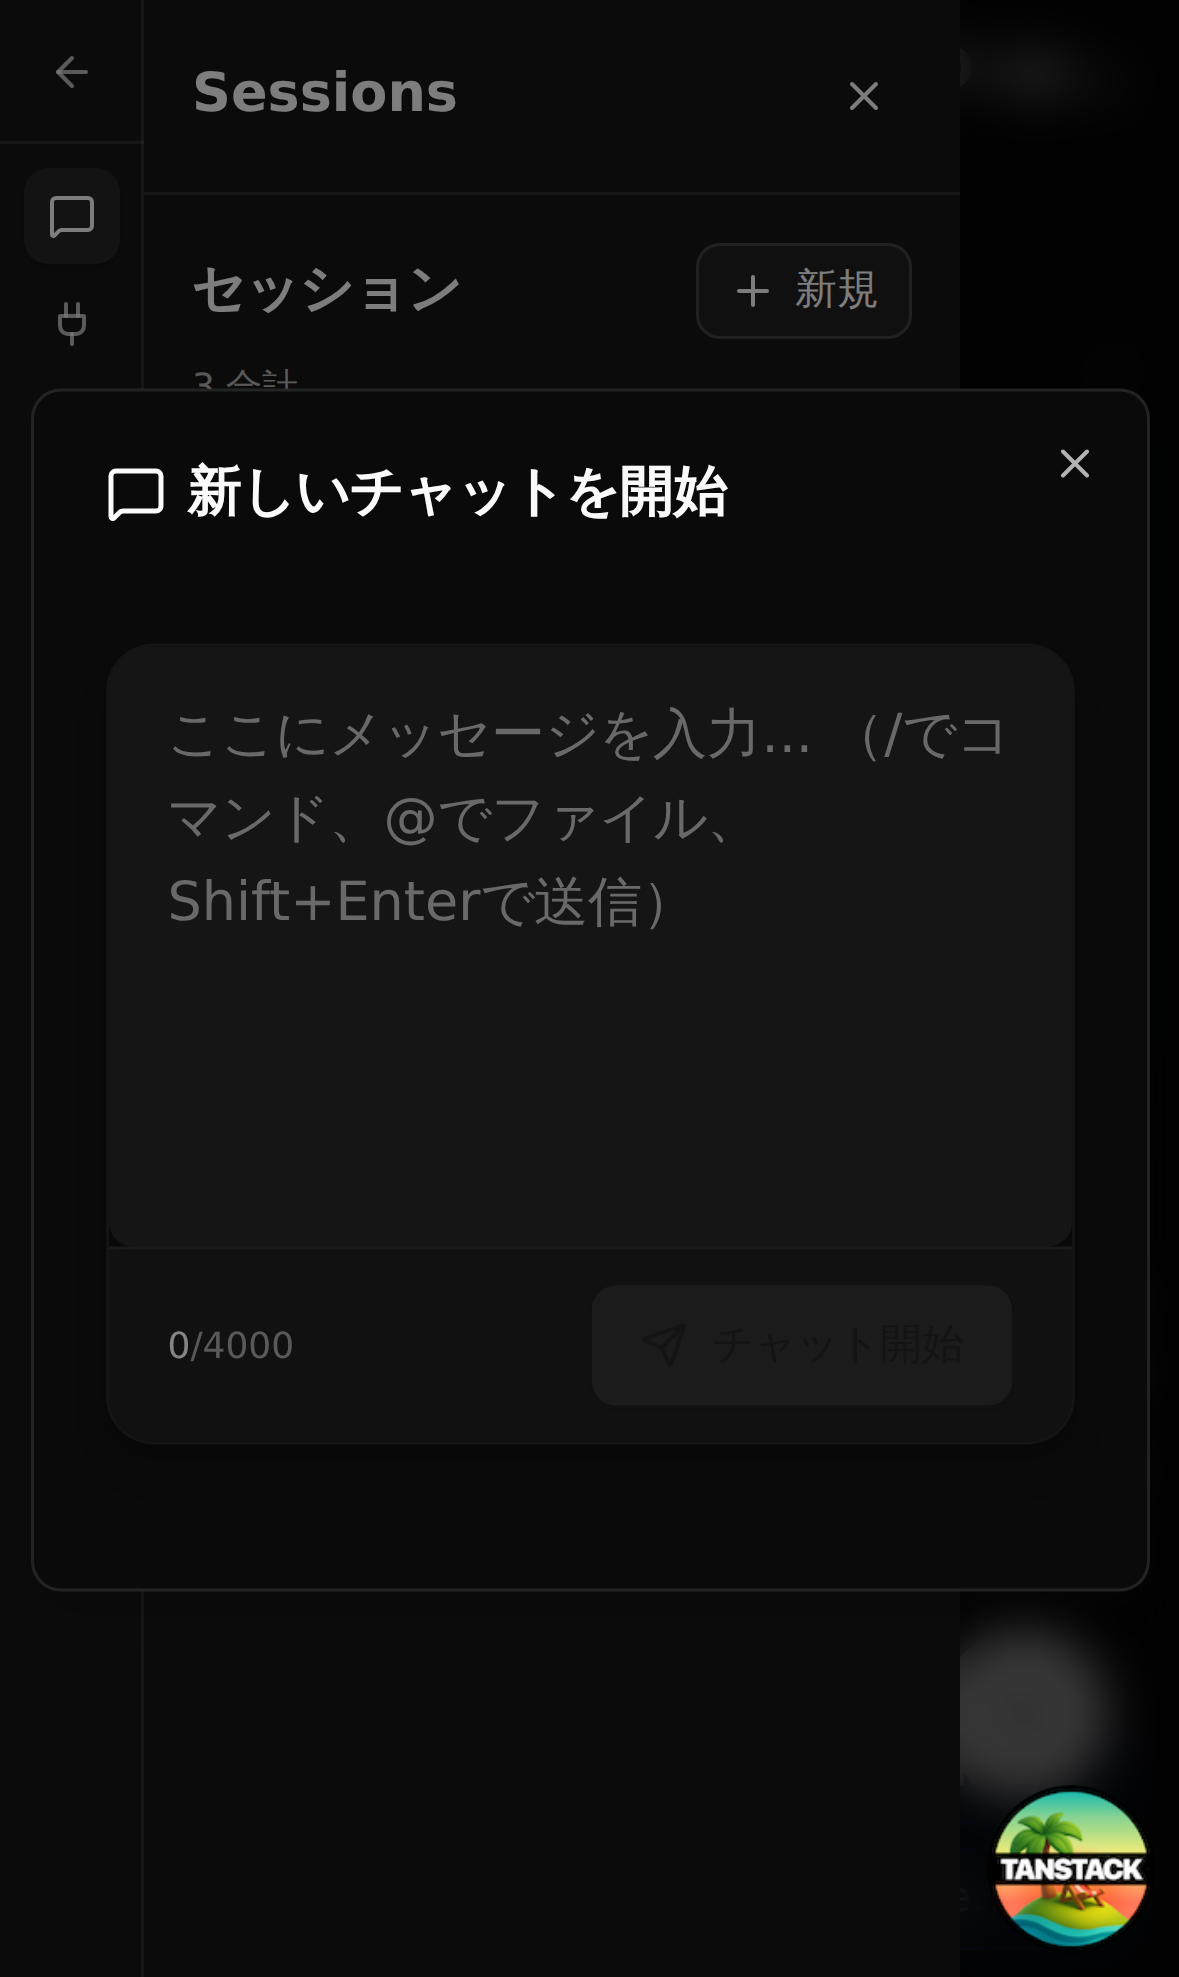 Sessions
セッション
新規
3 合計
新しいチャットを開始
ここにメッセージを入力... （/でコ
マンド、@でファイル、
Shift+Enterで送信）
0/4000
チャット開始
TANSTACK